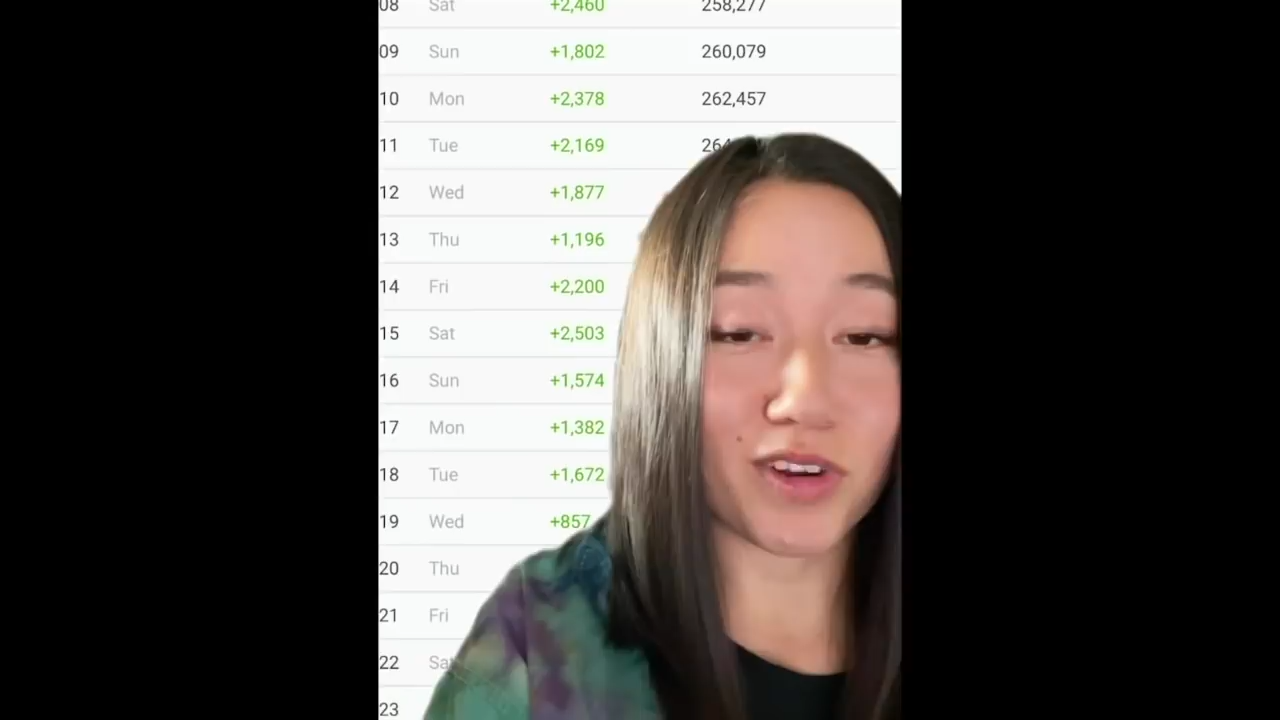 08 Sat +2,460 258,277
09 Sun +1,802 260,079
10 Mon +2,378 262,457
11 Tue +2,169
12 Wed +1,877
13 Thu +1,196
14 Fri +2,200
15 Sat +2,503
16 Sun +1,574
17 Mon +1,382
18 Tue +1,672
19 Wed +857
20 Thu
21 Fri
22 Sat
23